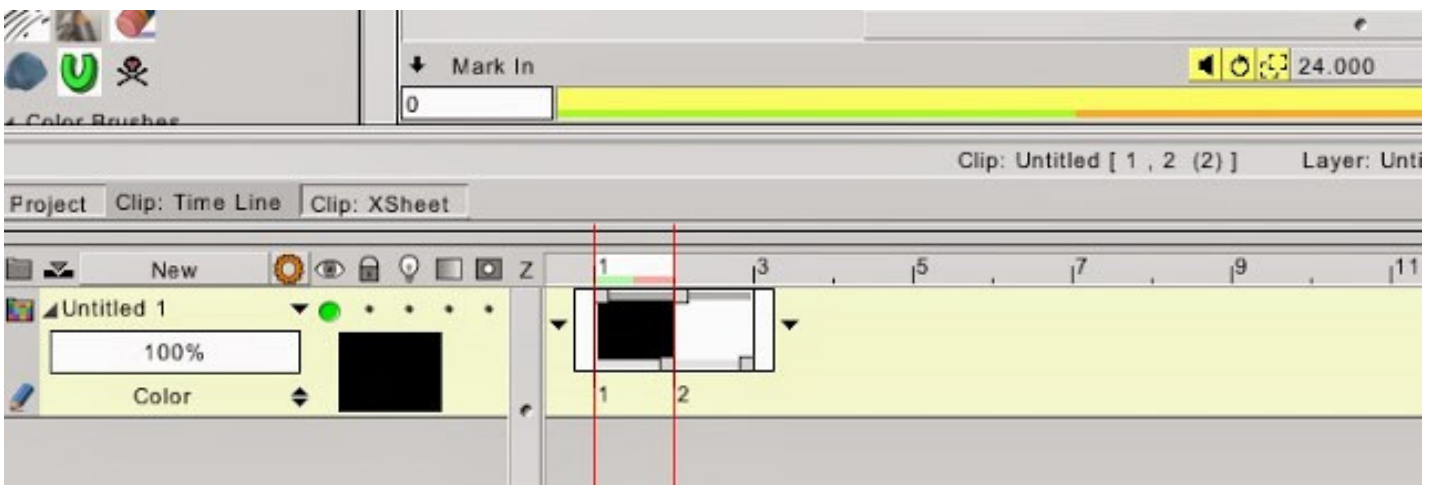 Mark In
24.000
0
Color Brushes
Clip: Untitled [ 1 , 2 (2) ] Layer: Unti
Project Clip: Time Line Clip: XSheet
New Z 1 3 5 7 9 11
Untitled 1
100%
Color 1 2